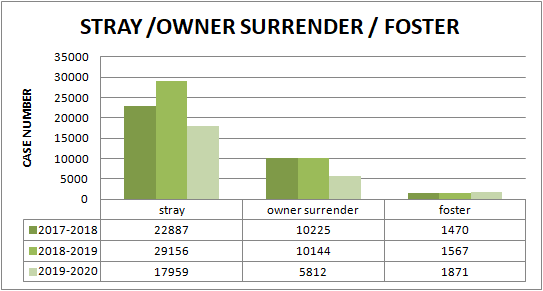 STRAY /OWNER SURRENDER / FOSTER
CASE NUMBER
35000
30000
25000
20000
15000
10000
5000
0
stray owner surrender foster
2017-2018 22887 10225 1470
2018-2019 29156 10144 1567
2019-2020 17959 5812 1871